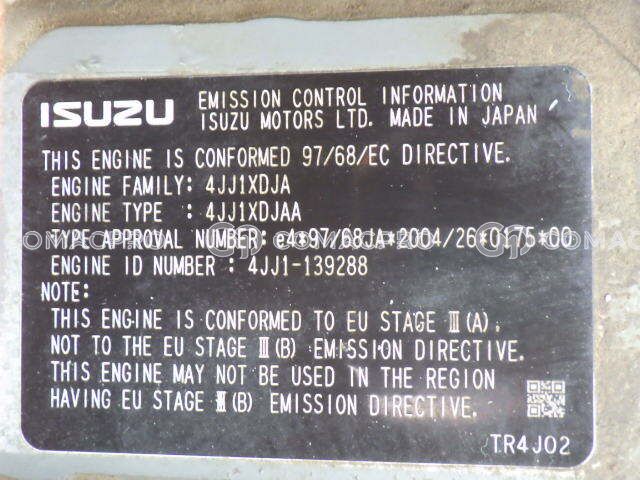 ISUZU
EMISSION CONTROL INFORMATION
ISUZU MOTORS LTD. MADE IN JAPAN
THIS ENGINE IS CONFORMED 97/68/EC DIRECTIVE.
ENGINE FAMILY: 4JJ1XDJA
ENGINE TYPE : 4JJ1XDJAA
TYPE APPROVAL NUMBER: e4*97/68JA*2004/26*0175*00
ENGINE ID NUMBER : 4JJ1-139288
NOTE:
THIS ENGINE IS CONFORMED TO EU STAGE Ⅲ(A),
NOT TO THE EU STAGE Ⅲ(B) EMISSION DIRECTIVE.
THIS ENGINE MAY NOT BE USED IN THE REGION
HAVING EU STAGE Ⅲ(B) EMISSION DIRECTIVE.
TR4J02